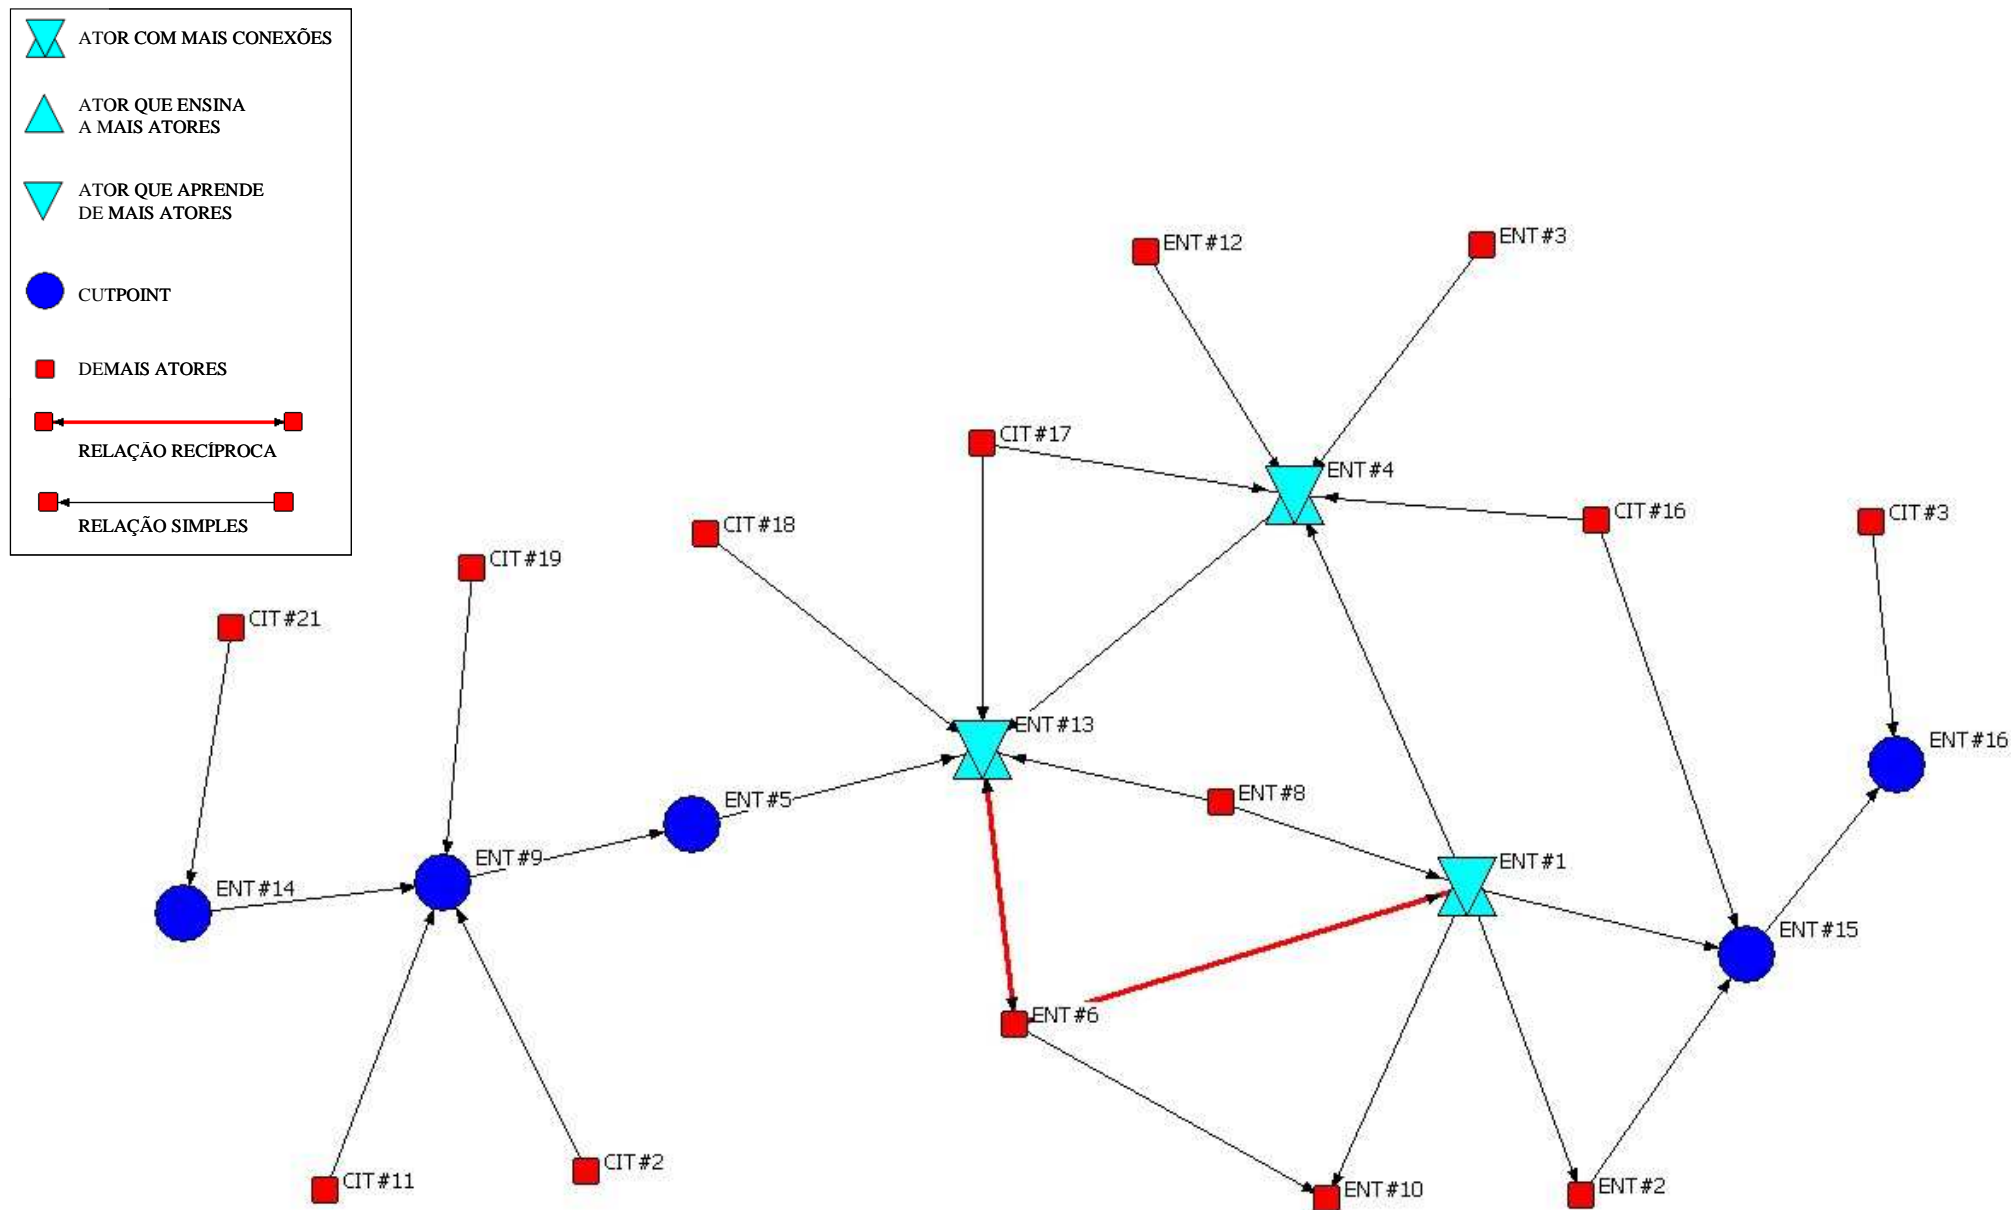 ATOR COM MAIS CONEXÕES
ATOR QUE ENSINA
A MAIS ATORES
ATOR QUE APRENDE
DE MAIS ATORES
CUTPOINT
DEMAIS ATORES
RELAÇÃO RECÍPROCA
RELAÇÃO SIMPLES
ENT#12
ENT#3
CIT#17
ENT#4
CIT#18
CIT#16
CIT#3
CIT#19
CIT#21
ENT#13
ENT#16
ENT#5
ENT#8
ENT#9
ENT#1
ENT#14
ENT#15
ENT#6
CIT#2
CIT#11
ENT#10
ENT#2